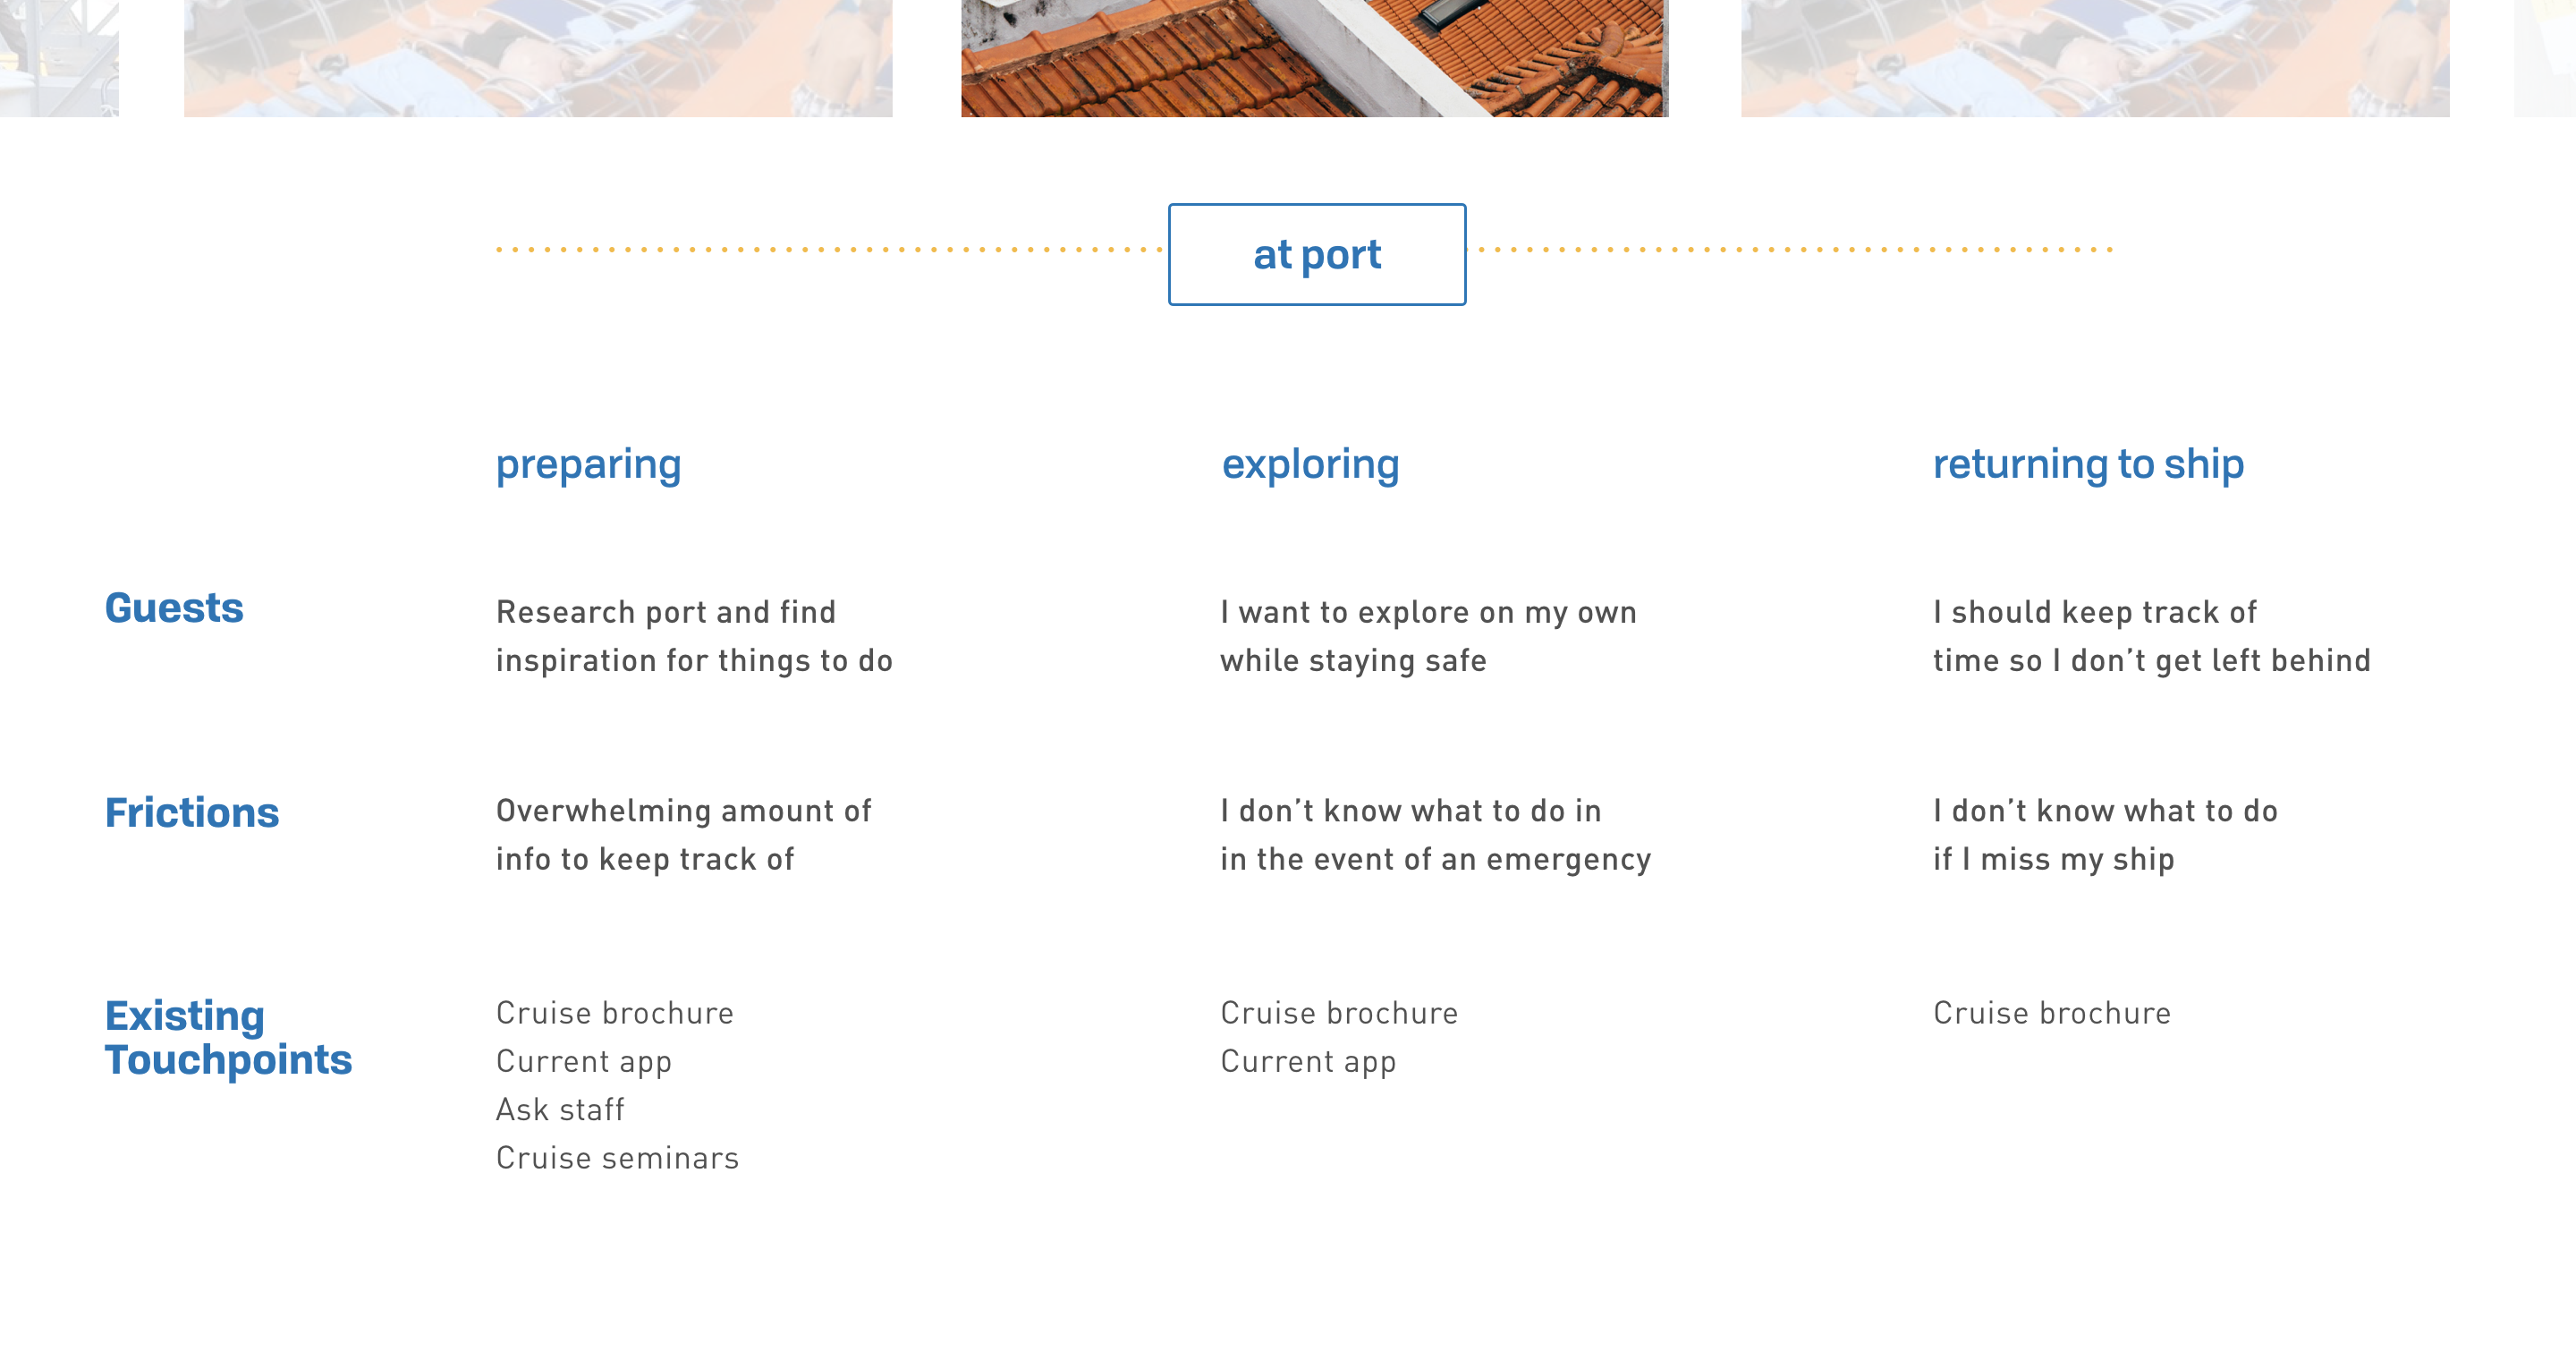 at port
preparing
exploring
returning to ship
Guests
Research port and find
inspiration for things to do
I want to explore on my own
while staying safe
I should keep track of
time so I don’t get left behind
Frictions
Overwhelming amount of
info to keep track of
I don’t know what to do in
in the event of an emergency
I don’t know what to do
if I miss my ship
Existing
Touchpoints
Cruise brochure
Current app
Ask staff
Cruise seminars
Cruise brochure
Current app
Cruise brochure